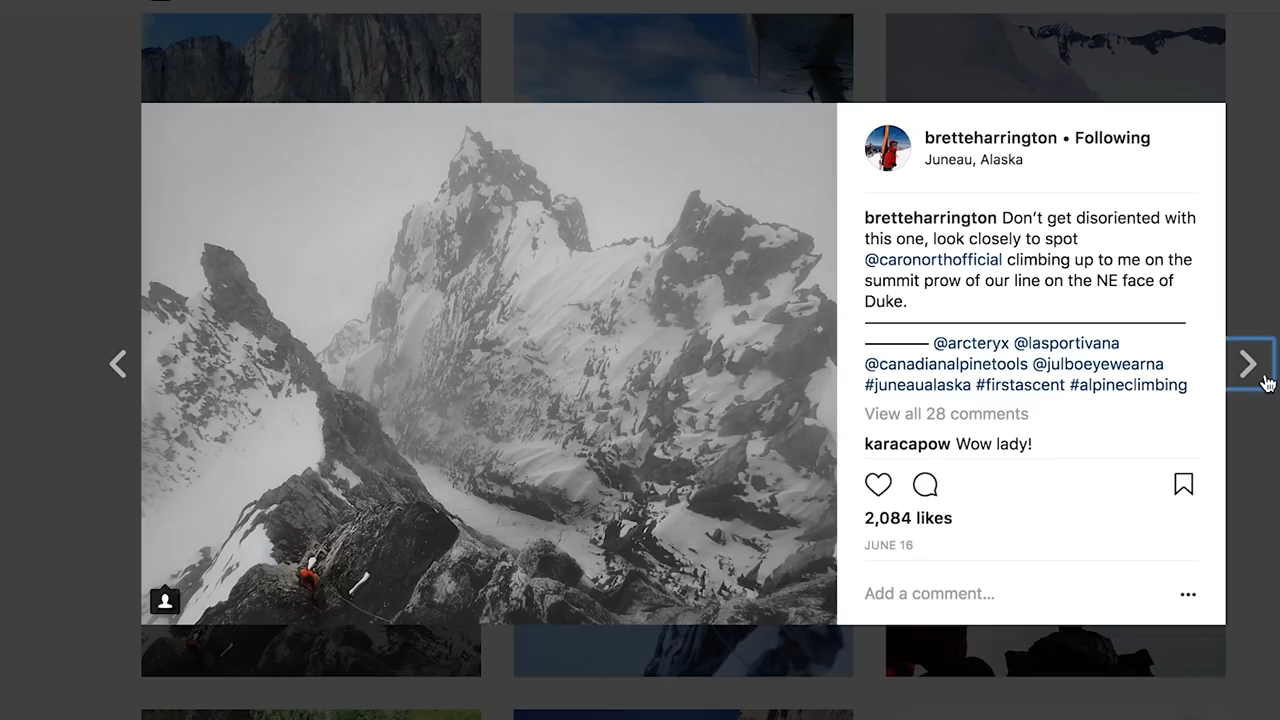 bretteharrington • Following
Juneau, Alaska
bretteharrington Don’t get disoriented with
this one, look closely to spot
@caronorthofficial climbing up to me on the
summit prow of our line on the NE face of
Duke.
@arcteryx @lasportivana
@canadianalpinetools @julboeyewearna
#juneaualaska #firstascent #alpineclimbing
View all 28 comments
karacapow Wow lady!
2,084 likes
JUNE 16
Add a comment...